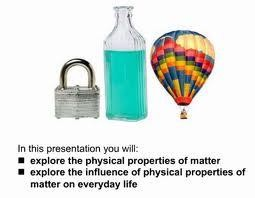 In this presentation you will:
■ explore the physical properties of matter
■ explore the influence of physical properties of
matter on everyday life